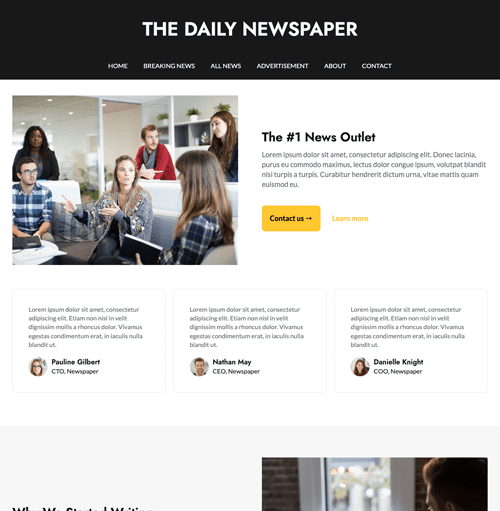 THE DAILY NEWSPAPER
HOME BREAKING NEWS ALL NEWS ADVERTISEMENT ABOUT CONTACT
The #1 News Outlet
Lorem ipsum dolor sit amet, consectetur adipiscing elit. Donec lacinia,
purus eu commodo maximus, lectus dolor congue ipsum, volutpat blandit
nisi turpis a turpis. Curabitur hendrerit dictum urna, vitae mattis quam
euismod eu.
Contact us → Learn more
Lorem ipsum dolor sit amet, consectetur
adipiscing elit. Etiam non nisl in velit
dignissim mollis a rhoncus dolor. Vivamus
egestas condimentum erat, in iaculis nulla
blandit ut.
Pauline Gilbert
CTO, Newspaper
Lorem ipsum dolor sit amet, consectetur
adipiscing elit. Etiam non nisl in velit
dignissim mollis a rhoncus dolor. Vivamus
egestas condimentum erat, in iaculis nulla
blandit ut.
Nathan May
CEO, Newspaper
Lorem ipsum dolor sit amet, consectetur
adipiscing elit. Etiam non nisl in velit
dignissim mollis a rhoncus dolor. Vivamus
egestas condimentum erat, in iaculis nulla
blandit ut.
Danielle Knight
COO, Newspaper
Why We Started Writing